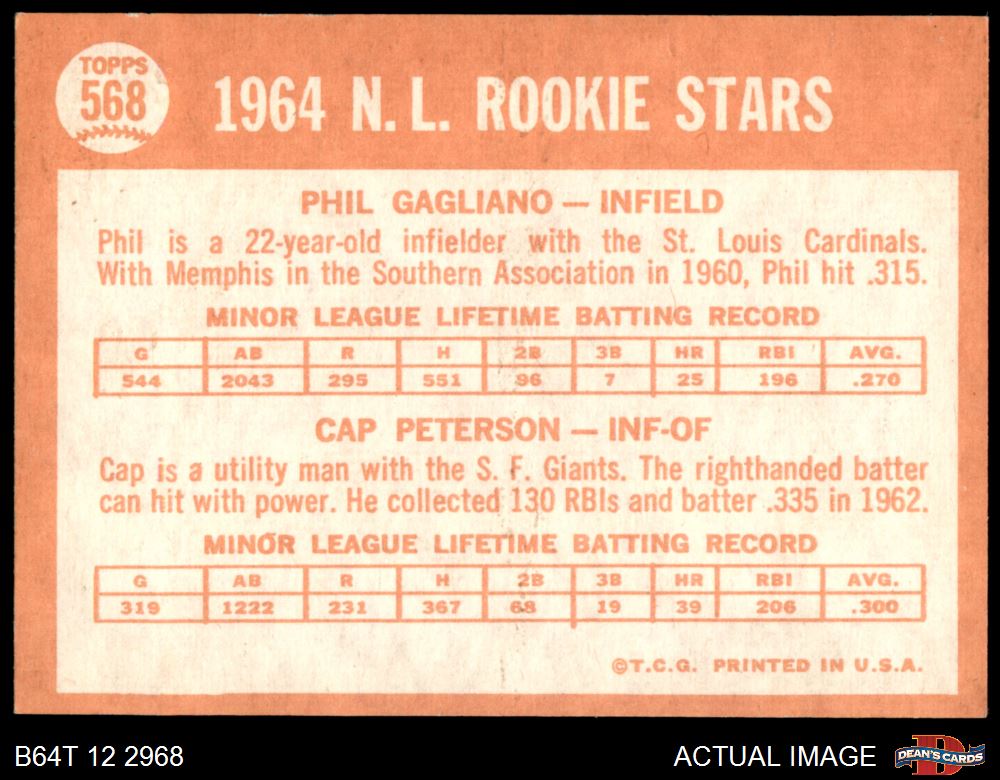 TOPPS
568
1964 N. L. ROOKIE STARS
PHIL GAGLIANO — INFIELD
Phil is a 22-year-old infielder with the St. Louis Cardinals.
With Memphis in the Southern Association in 1960, Phil hit .315.
MINOR LEAGUE LIFETIME BATTING RECORD
G AB R H 2B 3B HR RBI AVG.
544 2043 295 551 96 7 25 196 .270
CAP PETERSON — INF-OF
Cap is a utility man with the S. F. Giants. The righthanded batter
can hit with power. He collected 130 RBIs and batter .335 in 1962.
MINOR LEAGUE LIFETIME BATTING RECORD
G AB R H 2B 3B HR RBI AVG.
319 1222 231 367 68 19 39 206 .300
©T.C.G. PRINTED IN U.S.A.
B64T 12 2968 ACTUAL IMAGE DEAN'S CARDS